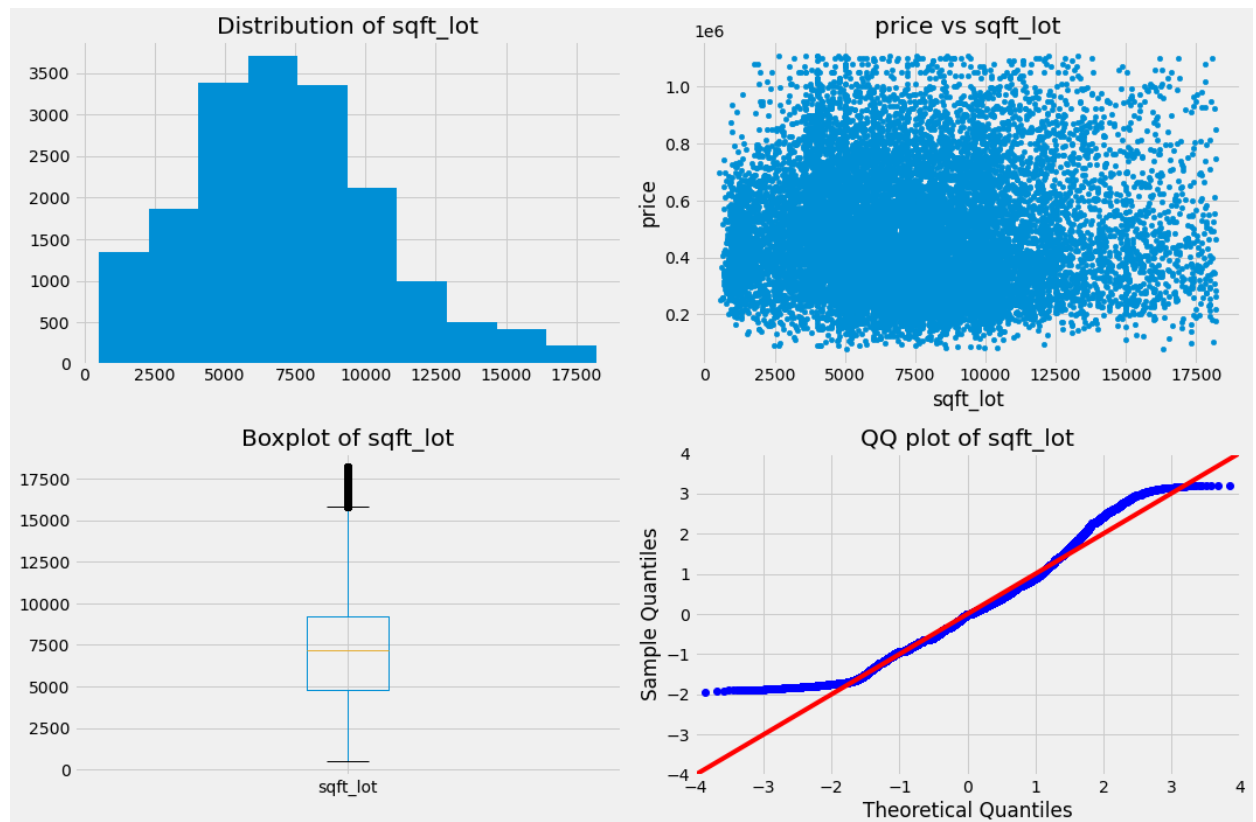 Distribution of sqft_lot
3500
3000
2500
2000
1500
1000
500
0
0 2500 5000 7500 10000 12500 15000 17500
price vs sqft_lot
1e6
1.0
0.8
0.6
0.4
0.2
price
0 2500 5000 7500 10000 12500 15000 17500
sqft_lot
Boxplot of sqft_lot
17500
15000
12500
10000
7500
5000
2500
0
sqft_lot
QQ plot of sqft_lot
4
3
2
1
0
−1
−2
−3
−4
Sample Quantiles
−4 −3 −2 −1 0 1 2 3 4
Theoretical Quantiles